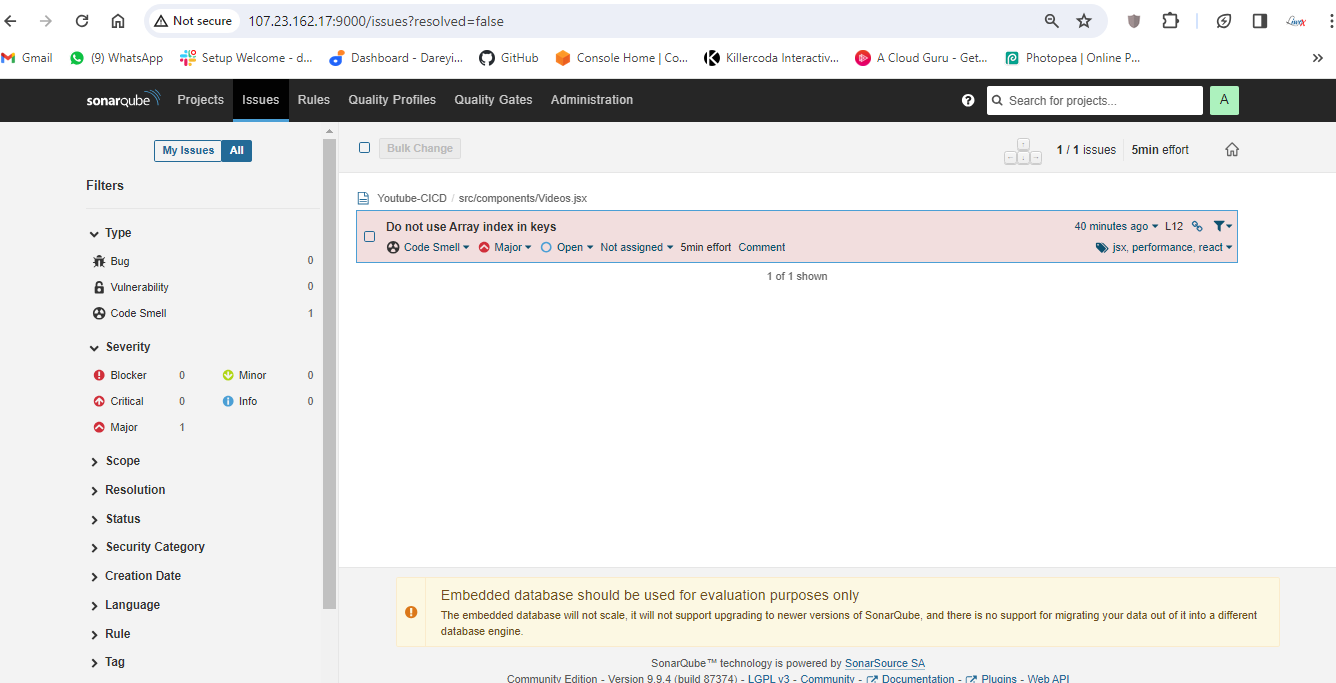 Not secure 107.23.162.17:9000/issues?resolved=false
Gmail (9) WhatsApp Setup Welcome - d... Dashboard - Dareyi... GitHub Console Home | Co... Killercoda Interactiv... A Cloud Guru - Get... Photopea | Online P... »
sonarqube Projects Issues Rules Quality Profiles Quality Gates Administration ? Search for projects... A
My Issues All
Bulk Change
1 / 1 issues 5min effort
Filters
Type
Bug 0
Vulnerability 0
Code Smell 1
Severity
Blocker 0 Minor 0
Critical 0 Info 0
Major 1
Scope
Resolution
Status
Security Category
Creation Date
Language
Rule
Tag
Youtube-CICD / src/components/Videos.jsx
Do not use Array index in keys 40 minutes ago L12
Code Smell Major Open Not assigned 5min effort Comment jsx, performance, react
1 of 1 shown
Embedded database should be used for evaluation purposes only
The embedded database will not scale, it will not support upgrading to newer versions of SonarQube, and there is no support for migrating your data out of it into a different
database engine.
SonarQube™ technology is powered by SonarSource SA
Community Edition - Version 9.9.4 (build 87374) - LGPL v3 - Community - Documentation - Plugins - Web API